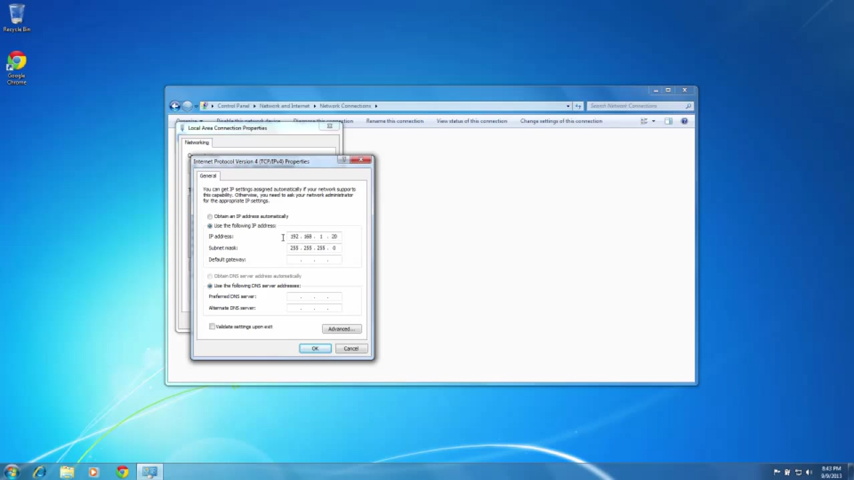 Recycle Bin
Google
Chrome
Control Panel
Network and Internet
Network Connections
Search Network Connections
Organize
Disable this network device
Diagnose this connection
Rename this connection
View status of this connection
Change settings of this connection
Local Area Connection Properties
Networking
Internet Protocol Version 4 (TCP/IPv4) Properties
General
You can get IP settings assigned automatically if your network supports
this capability. Otherwise, you need to ask your network administrator
for the appropriate IP settings.
Obtain an IP address automatically
Use the following IP address:
IP address: 192 . 168 . 1 . 20
Subnet mask: 255 . 255 . 255 . 0
Default gateway: . . .
Obtain DNS server address automatically
Use the following DNS server addresses:
Preferred DNS server: . . .
Alternate DNS server: . . .
Validate settings upon exit
Advanced...
OK
Cancel
8:43 PM